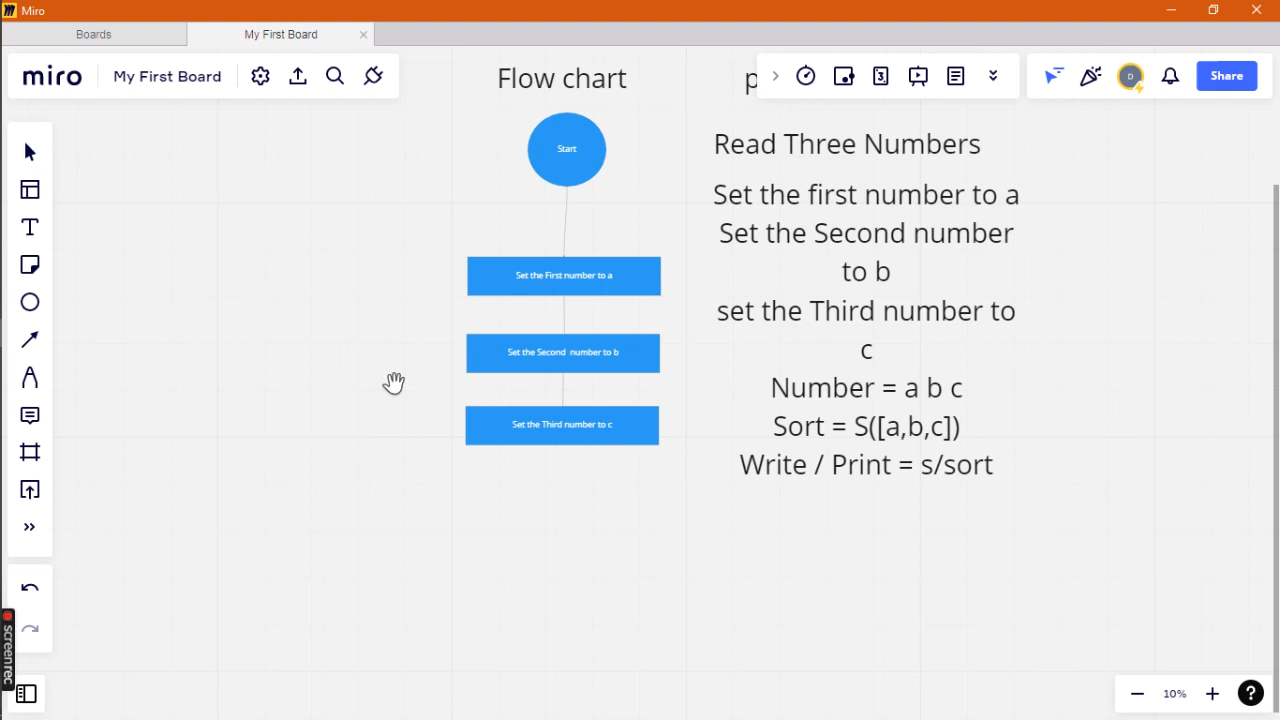 Miro
Boards
My First Board
miro
My First Board
3
D
Share
Flow chart
p
Start
Set the First number to a
Set the Second number to b
Set the Third number to c
Read Three Numbers
Set the first number to a
Set the Second number
to b
set the Third number to
c
Number = a b c
Sort = S([a,b,c])
Write / Print = s/sort
screenrec
10%
?